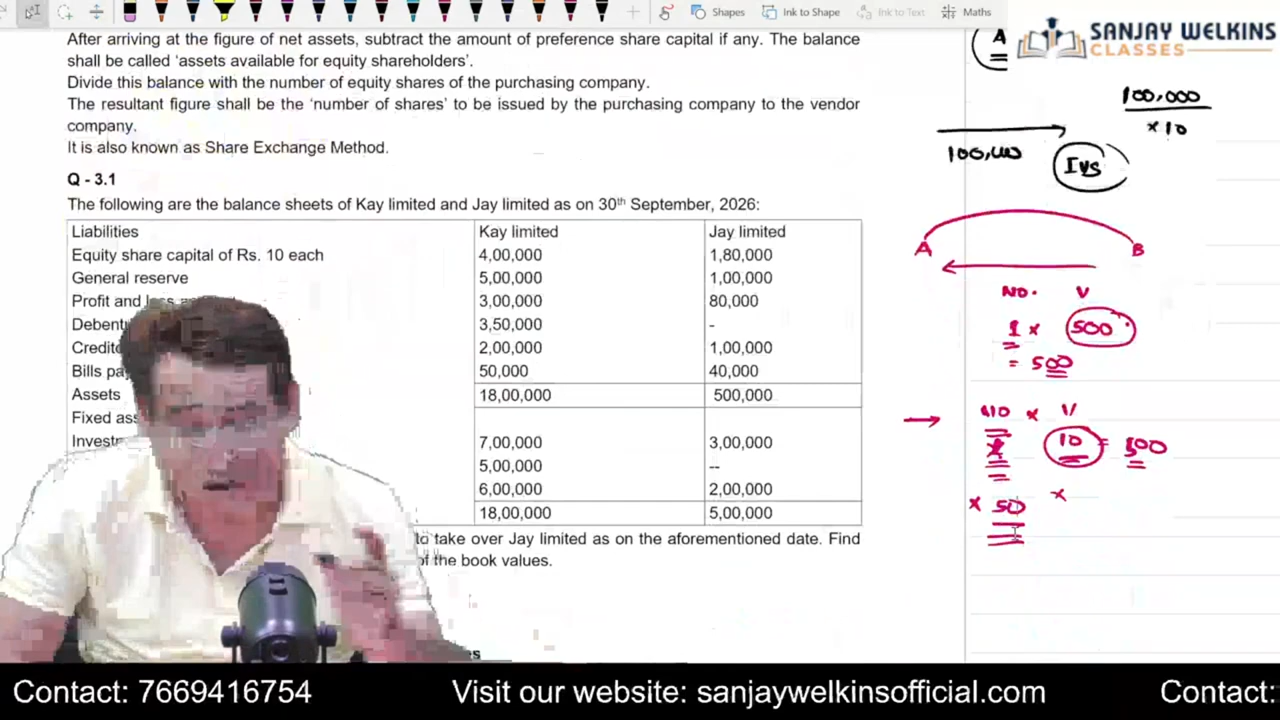 Shapes Ink to Shape Ink to Text Maths
After arriving at the figure of net assets, subtract the amount of preference share capital if any. The balance
shall be called 'assets available for equity shareholders'.
Divide this balance with the number of equity shares of the purchasing company.
The resultant figure shall be the 'number of shares' to be issued by the purchasing company to the vendor
company.
It is also known as Share Exchange Method.
Q - 3.1
The following are the balance sheets of Kay limited and Jay limited as on 30th September, 2026:
Liabilities Kay limited Jay limited
Equity share capital of Rs. 10 each 4,00,000 1,80,000
General reserve 5,00,000 1,00,000
Profit and 3,00,000 80,000
3,50,000 -
2,00,000 1,00,000
Bills 50,000 40,000
Assets 18,00,000 500,000
Fixed
7,00,000 3,00,000
5,00,000 --
6,00,000 2,00,000
18,00,000 5,00,000
to take over Jay limited as on the aforementioned date. Find
of the book values.
SANJAY WELKINS
CLASSES
A
100,000
x 10
100,000
A B
NO. V
1 x 500
= 500
x V
10 = 500
x 50 x
Contact: 7669416754 Visit our website: sanjaywelkinsofficial.com Contact: